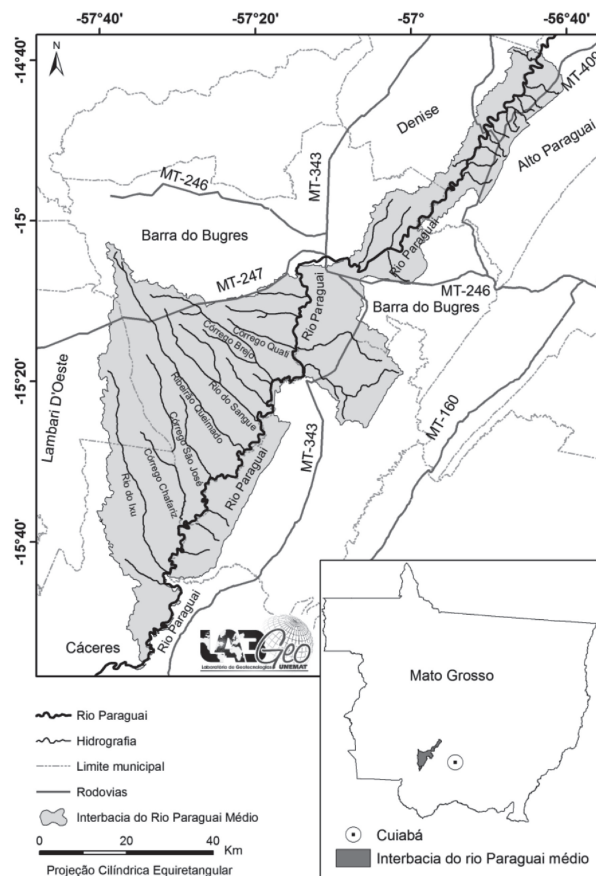 -57°40' -57°20' -57° -56°40'
-14°40'
N
MT-409
Denise
Alto Paraguai
MT-343
MT-246
-15°
Barra do Bugres
Rio Paraguai
MT-247
MT-246
Rio Paraguai
Barra do Bugres
Córrego Quati
Córrego Brejo
-15°20'
Lambari D'Oeste
Rio do Sangue
Ribeirão Queimado
MT-160
Córrego São José
MT-343
Rio Paraguai
Córrego Chafariz
Rio do Ixu
-15°40'
Rio Paraguai
Cáceres
Geo
Laboratório de Geotecnologias UNEMAT
Mato Grosso
Rio Paraguai
Hidrografia
Limite municipal
Rodovias
Interbacia do Rio Paraguai Médio
0 20 40
Km
Projeção Cilíndrica Equiretangular
Cuiabá
Interbacia do rio Paraguai médio